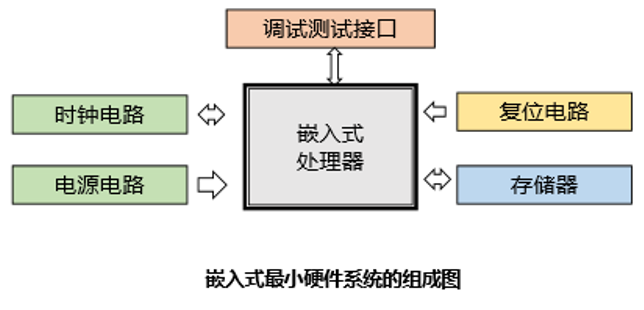 调试测试接口
时钟电路
复位电路
嵌入式
处理器
电源电路
存储器
嵌入式最小硬件系统的组成图